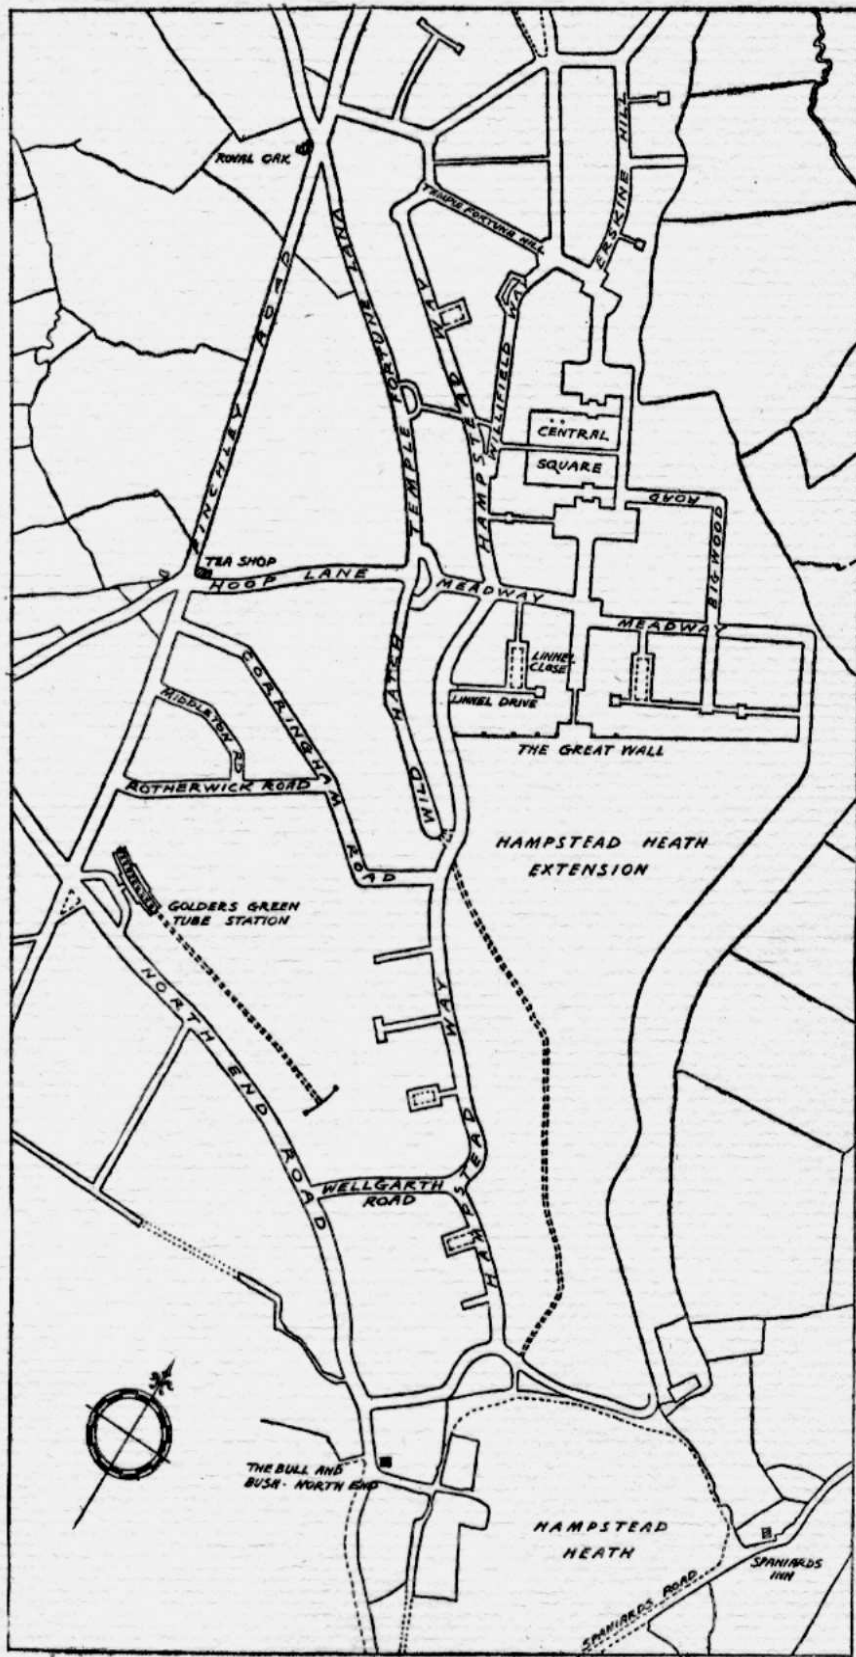 ROYAL OAK
TEMPLE FORTUNE HILL
ERSKINE HILL
FINCHLEY ROAD
TEMPLE FORTUNE LANE
HAMPSTEAD WAY
WILLIFIELD WAY
CENTRAL
SQUARE
ROAD
BIGWOOD
TEA SHOP
HOOP LANE
MEADWAY
MEADWAY
CORRINGHAM ROAD
WILD HATCH
LINNEL
CLOSE
LINNEL DRIVE
MIDDLETON RD
THE GREAT WALL
ROTHERWICK ROAD
HAMPSTEAD HEATH
EXTENSION
GOLDERS GREEN
TUBE STATION
NORTH END ROAD
HAMPSTEAD WAY
WELLGARTH
ROAD
THE BULL AND
BUSH - NORTH END
HAMPSTEAD
HEATH
SPANIARDS
INN
SPANIARDS ROAD